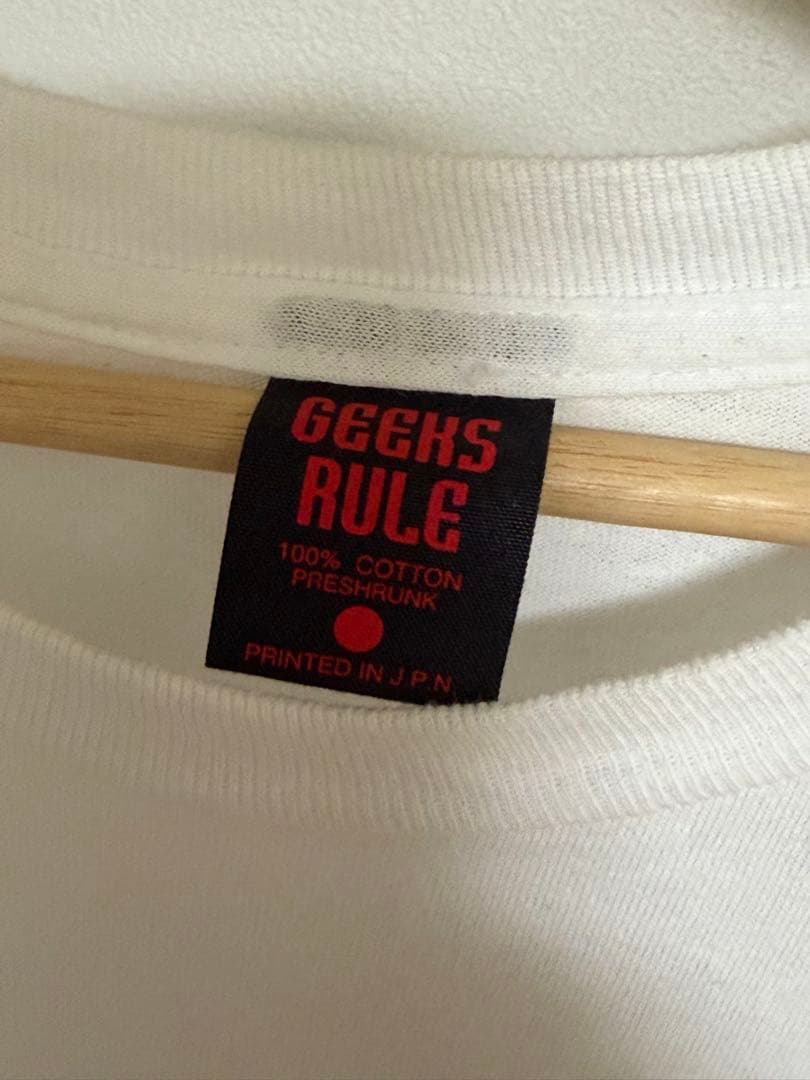 GEEKS
RULE
100% COTTON
PRESHRUNK
PRINTED IN J.P.N.